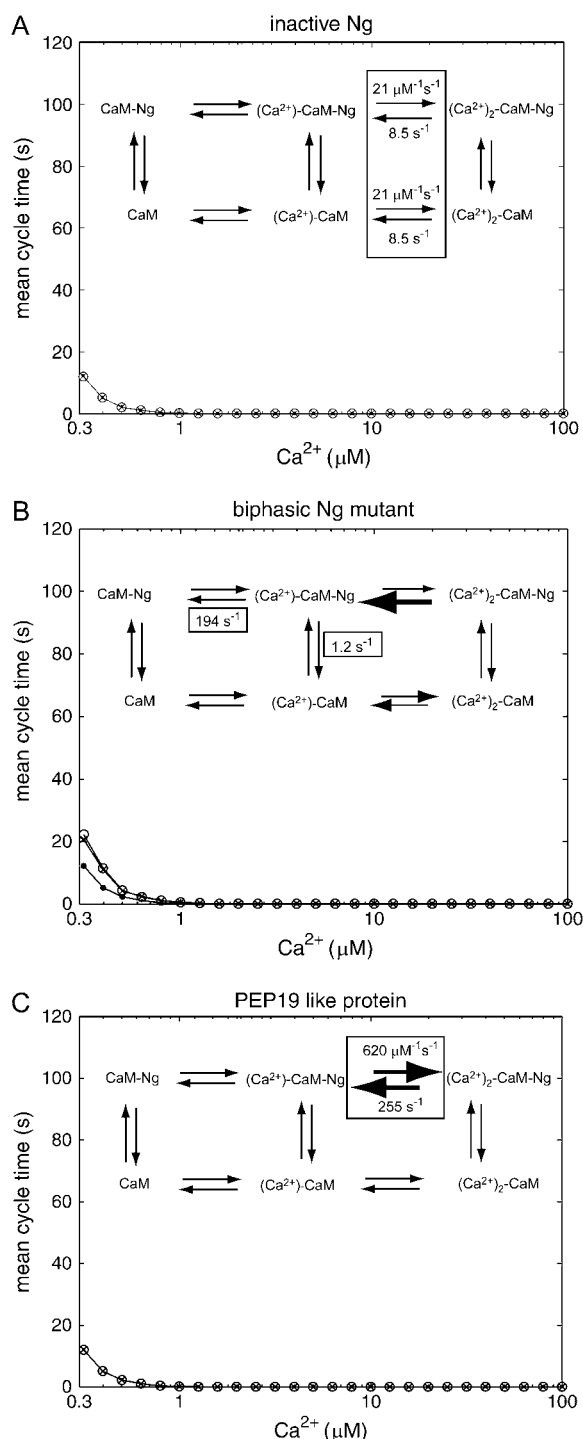 A
inactive Ng
mean cycle time (s)
120
100
80
60
40
20
0
CaM-Ng
(Ca²⁺)-CaM-Ng
(Ca²⁺)₂-CaM-Ng
21 μM⁻¹s⁻¹
8.5 s⁻¹
CaM
(Ca²⁺)-CaM
(Ca²⁺)₂-CaM
21 μM⁻¹s⁻¹
8.5 s⁻¹
0.3
1
10
100
Ca²⁺ (μM)
B
biphasic Ng mutant
mean cycle time (s)
120
100
80
60
40
20
0
CaM-Ng
(Ca²⁺)-CaM-Ng
(Ca²⁺)₂-CaM-Ng
194 s⁻¹
1.2 s⁻¹
CaM
(Ca²⁺)-CaM
(Ca²⁺)₂-CaM
0.3
1
10
100
Ca²⁺ (μM)
C
PEP19 like protein
mean cycle time (s)
120
100
80
60
40
20
0
620 μM⁻¹s⁻¹
CaM-Ng
(Ca²⁺)-CaM-Ng
(Ca²⁺)₂-CaM-Ng
255 s⁻¹
CaM
(Ca²⁺)-CaM
(Ca²⁺)₂-CaM
0.3
1
10
100
Ca²⁺ (μM)